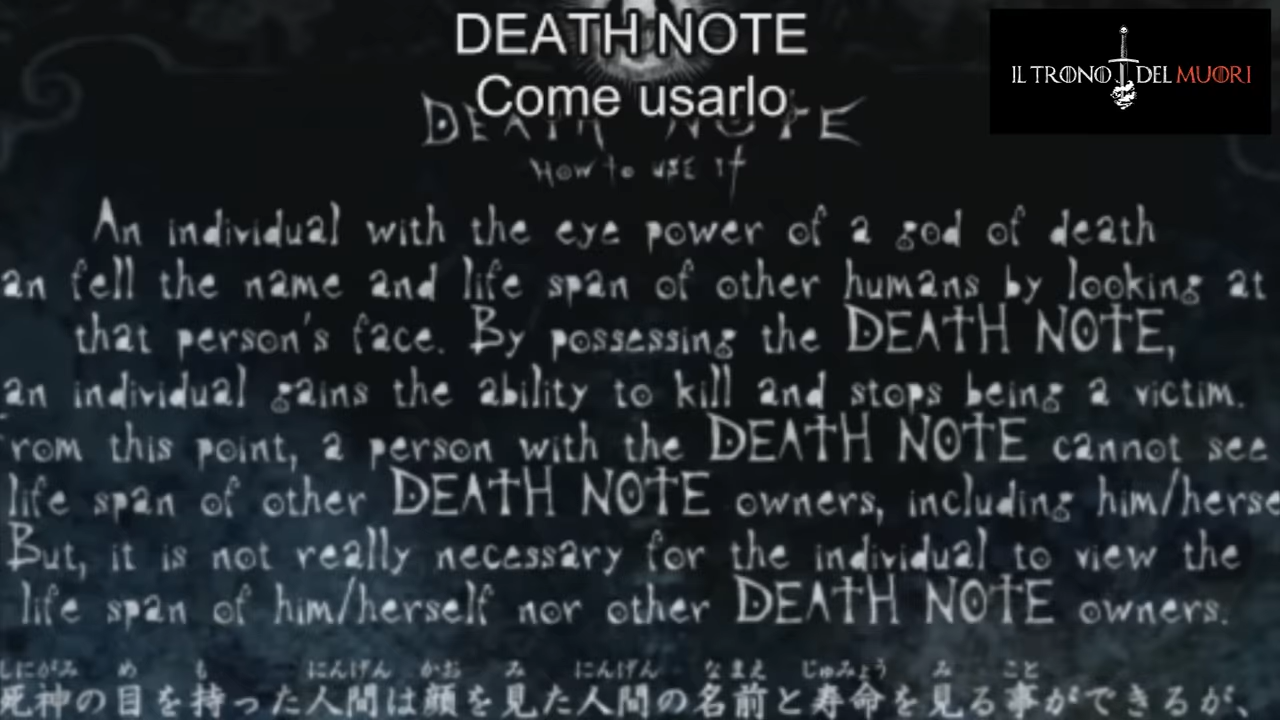 DEATH NOTE
Come usarlo
IL TRONO DEL MUORI
DEATH NOTE
How to use it
An individual with the eye power of a god of death
an fell the name and life span of other humans by looking at
that person's face. By possessing the DEATH NOTE,
an individual gains the ability to kill and stops being a victim.
rom this point, a person with the DEATH NOTE cannot see
life span of other DEATH NOTE owners, including him/herse
But, it is not really necessary for the individual to view the
life span of him/herself nor other DEATH NOTE owners.
しにがみ め も にんげん かお み にんげん なまえ じゅみょう み こと
死神の目を持った人間は顔を見た人間の名前と寿命を見る事ができるが、